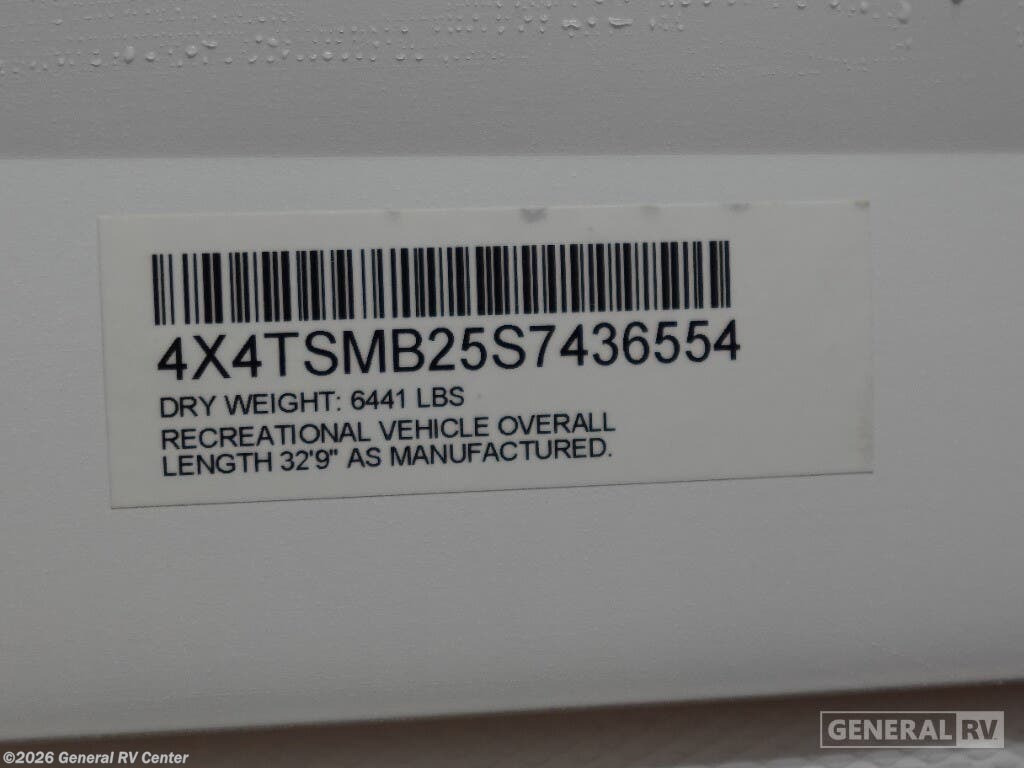 4X4TSMB25S7436554
DRY WEIGHT: 6441 LBS
RECREATIONAL VEHICLE OVERALL
LENGTH 32'9" AS MANUFACTURED.
GENERAL RV
©2026 General RV Center